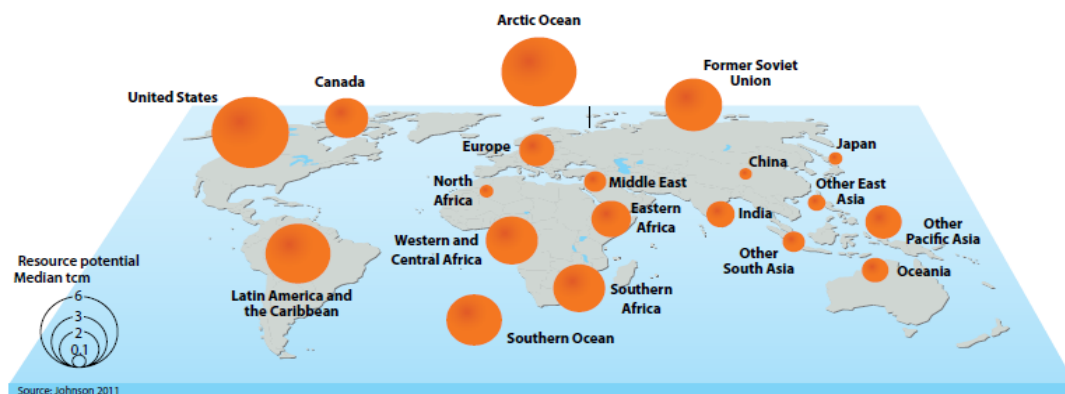 Arctic Ocean
Former Soviet
Union
Canada
United States
Europe
Japan
China
North
Africa
Middle East
Other East
Asia
Eastern
Africa
India
Western and
Central Africa
Other
Pacific Asia
Other
South Asia
Oceania
Resource potential
Median tcm
6
3
2
0.1
Latin America and
the Caribbean
Southern
Africa
Southern Ocean
Source: Johnson 2011